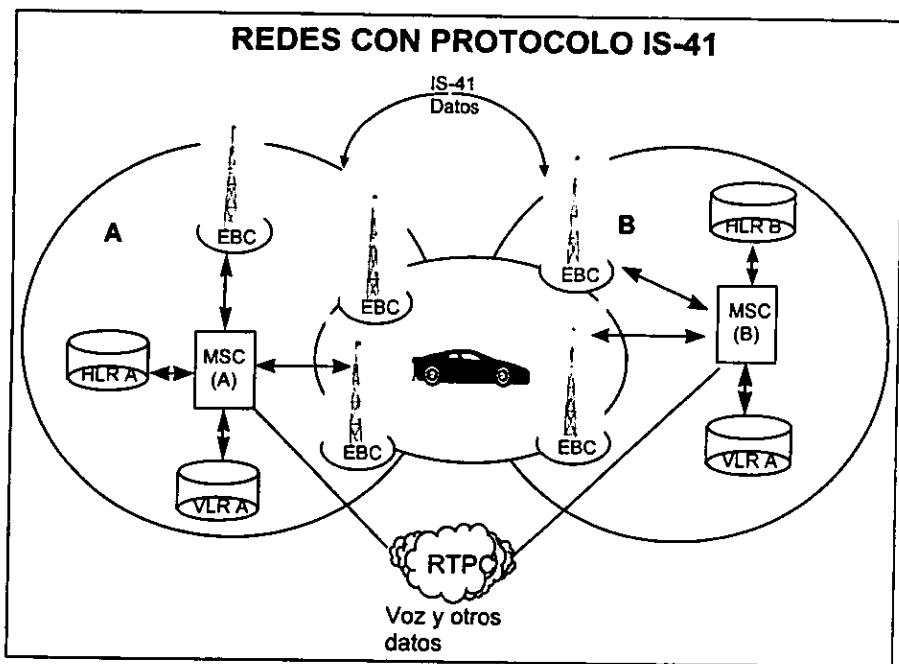 REDES CON PROTOCOLO IS-41
IS-41
Datos
A
EBC
EBC
HLR A
MSC
(A)
VLR A
EBC
B
EBC
HLR B
MSC
(B)
EBC
VLR A
RTPC
Voz y otros
datos